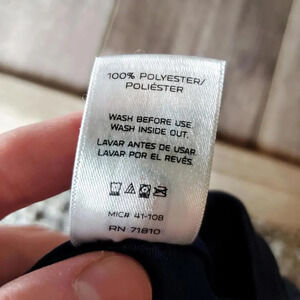 100% POLYESTER/
POLIÉSTER
WASH BEFORE USE.
WASH INSIDE OUT.
LAVAR ANTES DE USAR.
LAVAR POR EL REVÉS.
MIC# 41-108
RN 71810